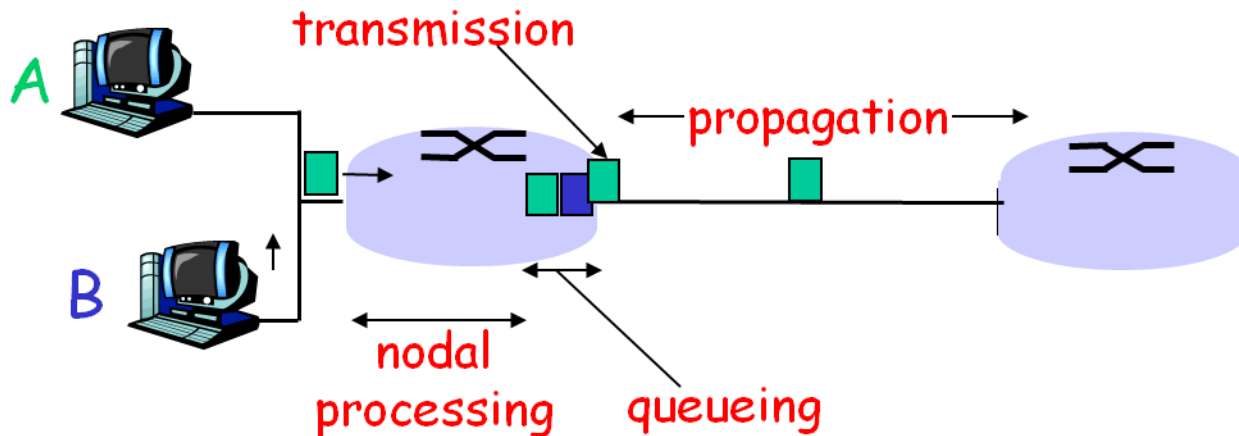 transmission
A
propagation
B
nodal
processing
queueing